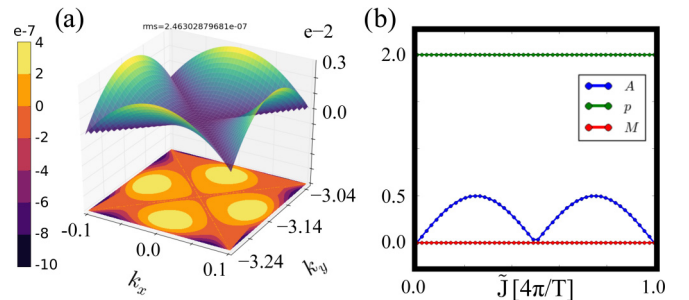 (a)
rms=2.46302879681e-07
e-7
4
2
0
-2
-4
-6
-8
-10
e−2
0.3
0.0
-0.1
0.0
0.1
k_x
−3.24
−3.14
−3.04
k_y
(b)
2.0
0.5
0.0
A
p
M
0.0
1.0
J̃ [4π/T]